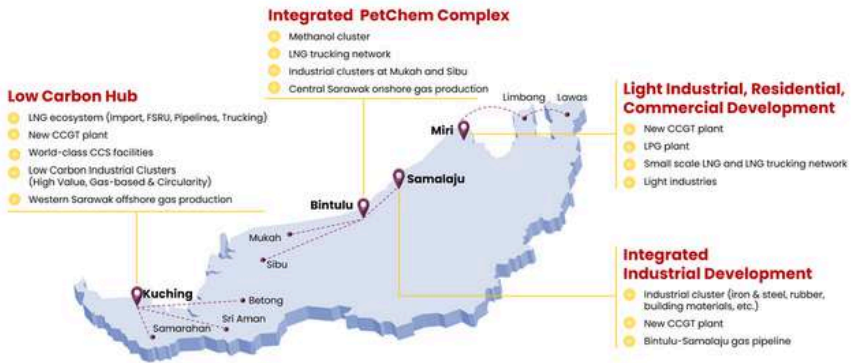 Integrated PetChem Complex
Methanol cluster
LNG trucking network
Industrial clusters at Mukah and Sibu
Central Sarawak onshore gas production
Low Carbon Hub
LNG ecosystem (Import, FSRU, Pipelines, Trucking)
New CCGT plant
World-class CCS facilities
Low Carbon Industrial Clusters
(High Value, Gas-based & Circularity)
Western Sarawak offshore gas production
Light Industrial, Residential,
Commercial Development
New CCGT plant
LPG plant
Small scale LNG and LNG trucking network
Light industries
Limbang
Lawas
Miri
Samalaju
Bintulu
Mukah
Sibu
Kuching
Betong
Sri Aman
Samarahan
Integrated
Industrial Development
Industrial cluster (iron & steel, rubber,
building materials, etc.)
New CCGT plant
Bintulu-Samalaju gas pipeline